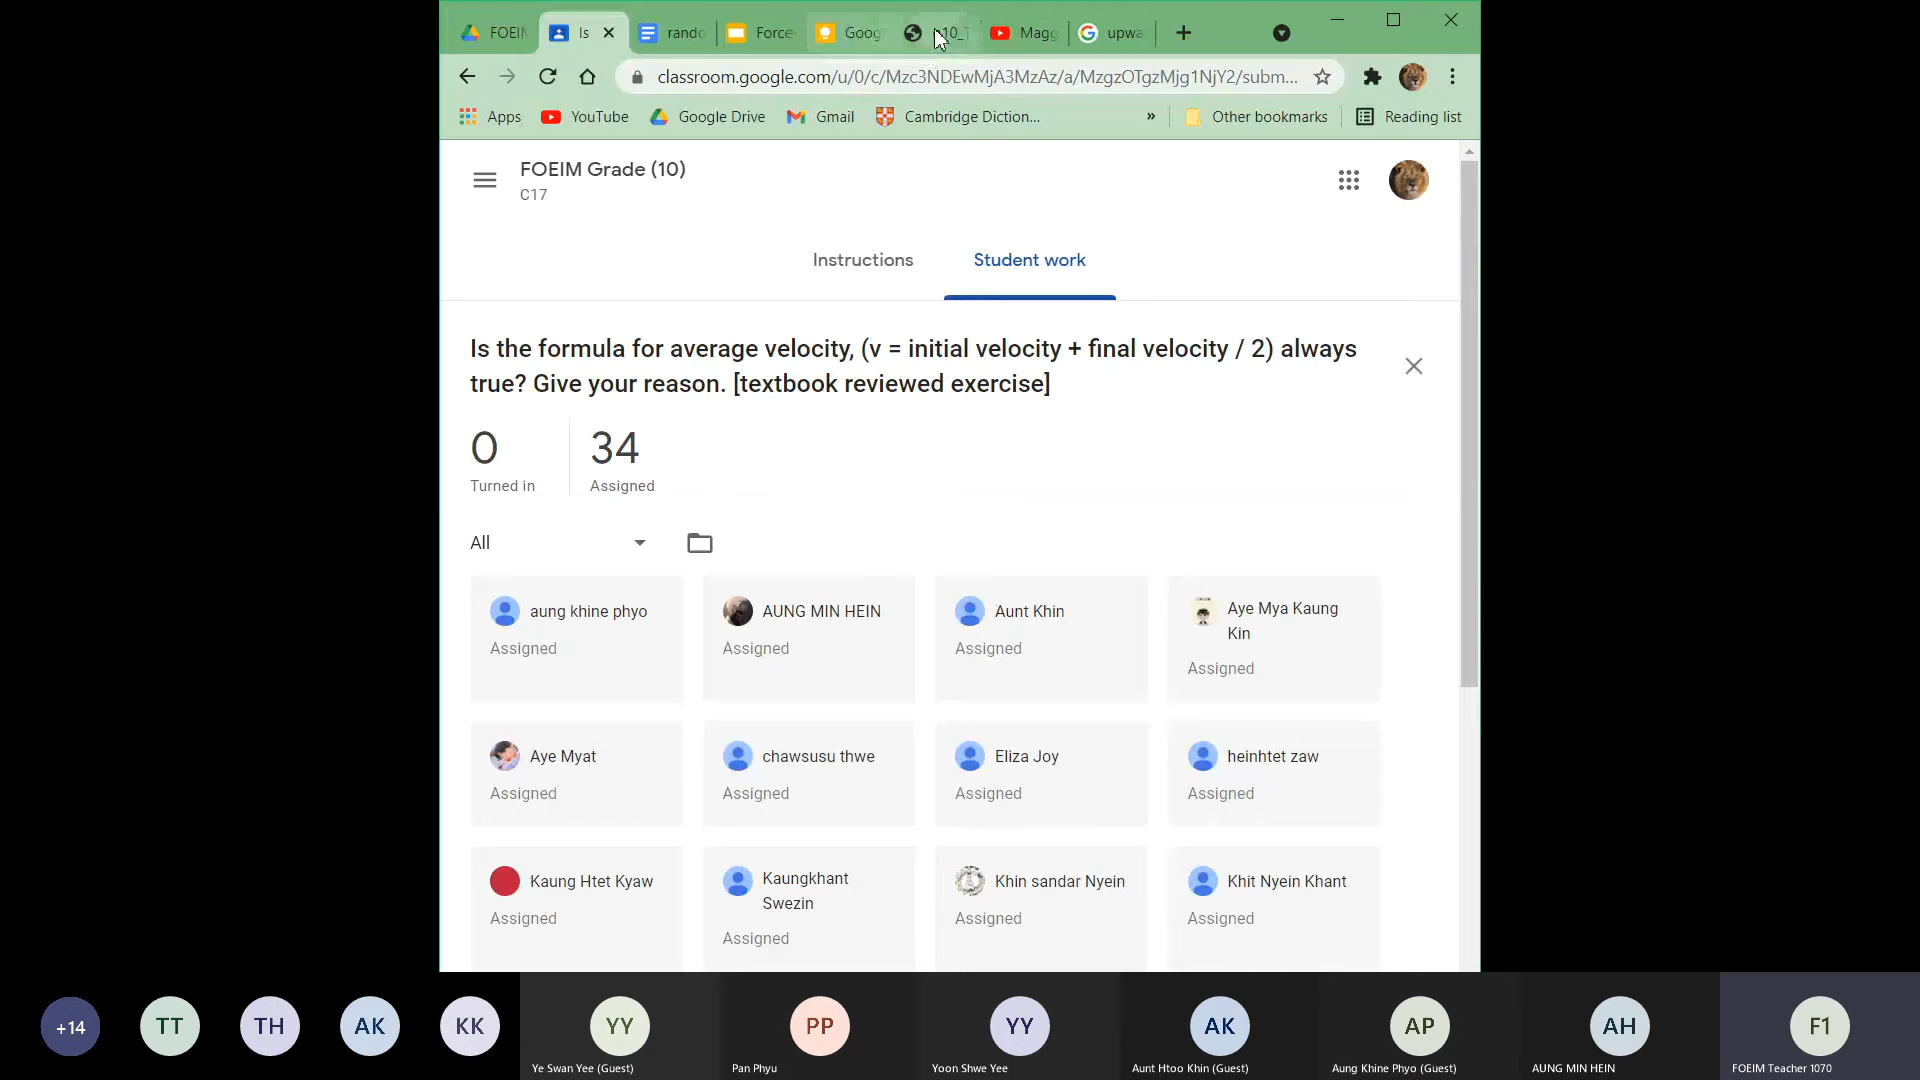 FOEIM
Is
rando
Force
Goog
YouTube
Magg
upwa
classroom.google.com/u/0/c/Mzc3NDEwMjA3MzAz/a/MzgzOTgzMjg1NjY2/subm...
Apps
YouTube
Google Drive
Gmail
Cambridge Diction...
»
Other bookmarks
Reading list
FOEIM Grade (10)
C17
Instructions
Student work
Is the formula for average velocity, (v = initial velocity + final velocity / 2) always
true? Give your reason. [textbook reviewed exercise]
0
34
Turned in
Assigned
All
aung khine phyo
Assigned
AUNG MIN HEIN
Assigned
Aunt Khin
Assigned
Aye Mya Kaung
Kin
Assigned
Aye Myat
Assigned
chawsusu thwe
Assigned
Eliza Joy
Assigned
heinhtet zaw
Assigned
Kaung Htet Kyaw
Assigned
Kaungkhant
Swezin
Assigned
Khin sandar Nyein
Assigned
Khit Nyein Khant
Assigned
+14
TT
TH
AK
KK
YY
Ye Swan Yee (Guest)
PP
Pan Phyu
YY
Yoon Shwe Yee
AK
Aunt Htoo Khin (Guest)
AP
Aung Khine Phyo (Guest)
AH
AUNG MIN HEIN
F1
FOEIM Teacher 1070